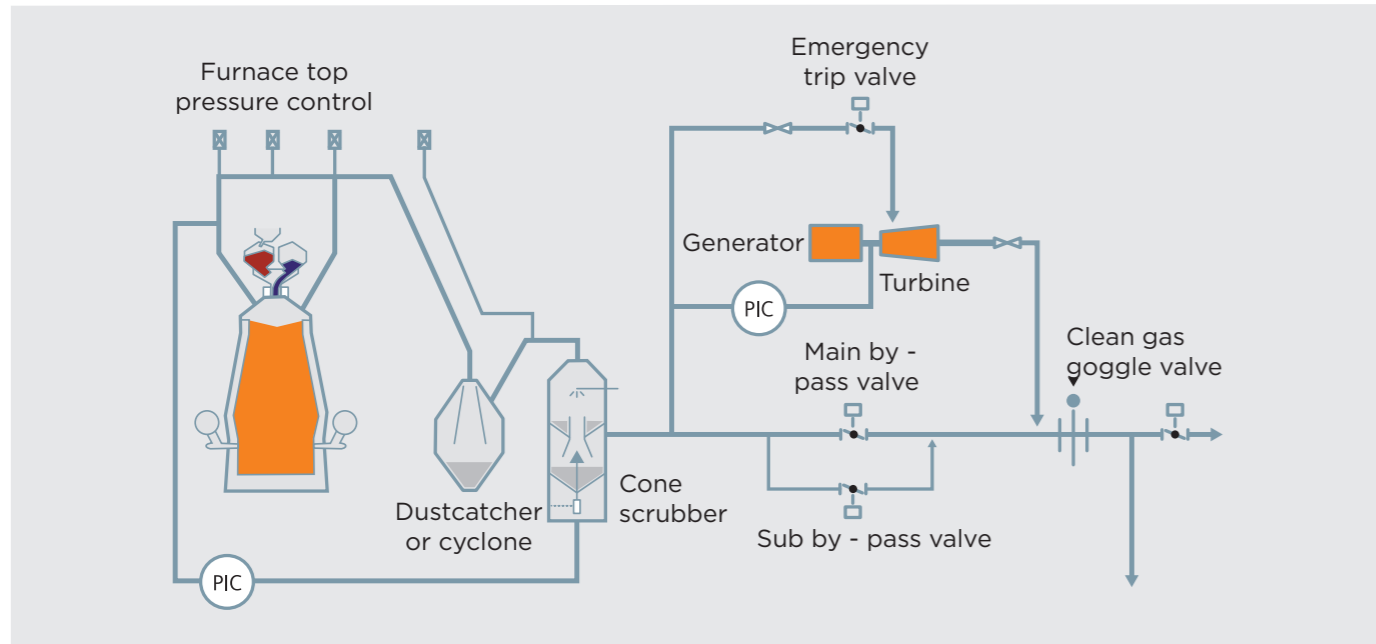 Emergency
trip valve
Furnace top
pressure control
Generator
Turbine
PIC
Main by -
pass valve
Clean gas
goggle valve
Cone
scrubber
Dustcatcher
or cyclone
Sub by - pass valve
PIC